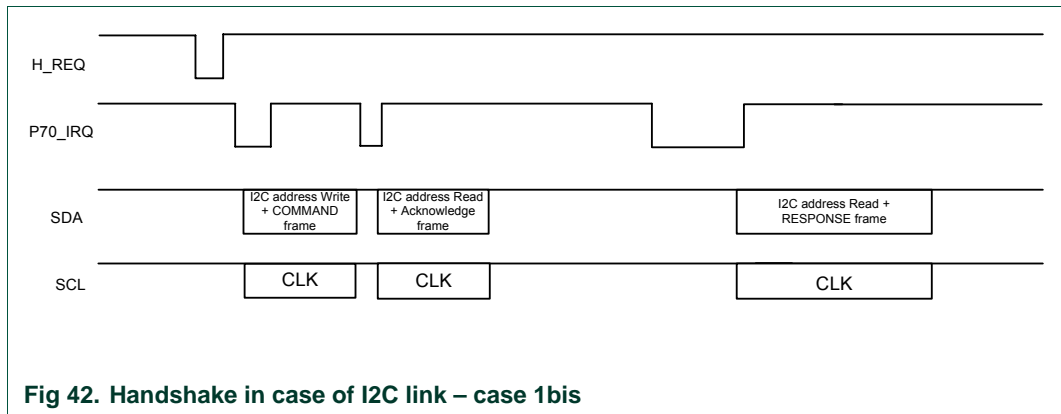 H_REQ
P70_IRQ
SDA
I2C address Write
+ COMMAND
frame
I2C address Read
+ Acknowledge
frame
I2C address Read +
RESPONSE frame
SCL
CLK
CLK
CLK
Fig 42. Handshake in case of I2C link – case 1bis